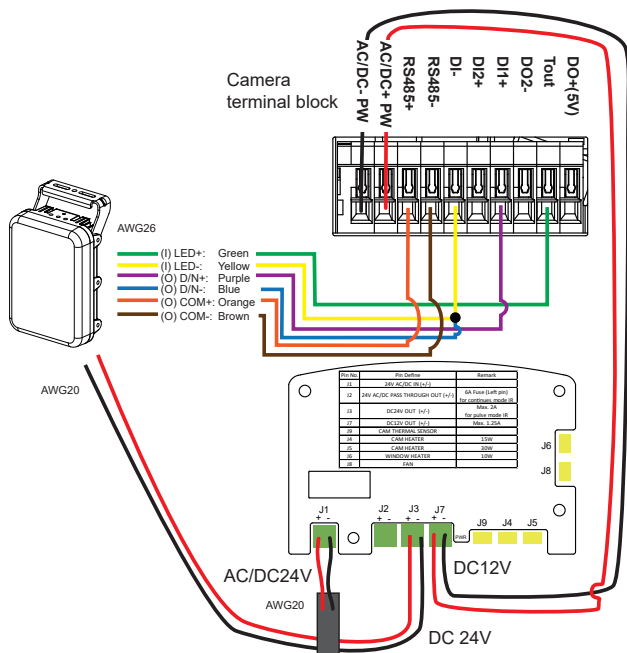 AC/DC- PW
AC/DC+ PW
RS485+
RS485-
DI-
DI2+
DI1+
DO2-
Tout
DO+(5V)
Camera
terminal block
AWG26
(I) LED+: Green
(I) LED-: Yellow
(O) D/N+: Purple
(O) D/N-: Blue
(O) COM+: Orange
(O) COM-: Brown
AWG20
Pin No. Pin Define Remark
J1 24V AC/DC IN (+/-)
J2 24V AC/DC PASS THROUGH OUT (+/-) 6A Fuse (Left pin)
for continues mode IR
J3 DC24V OUT (+/-) Max. 2A
for pulse mode IR
J7 DC12V OUT (+/-) Max. 1.25A
J9 CAM THERMAL SENSOR
J4 CAM HEATER 15W
J5 CAM HEATER 30W
J6 WINDOW HEATER 10W
J8 FAN
J6
J8
J1
+ -
J2
+ -
J3
+ -
J7
+ -
PWR
J9
J4
J5
AC/DC24V
DC12V
AWG20
DC 24V